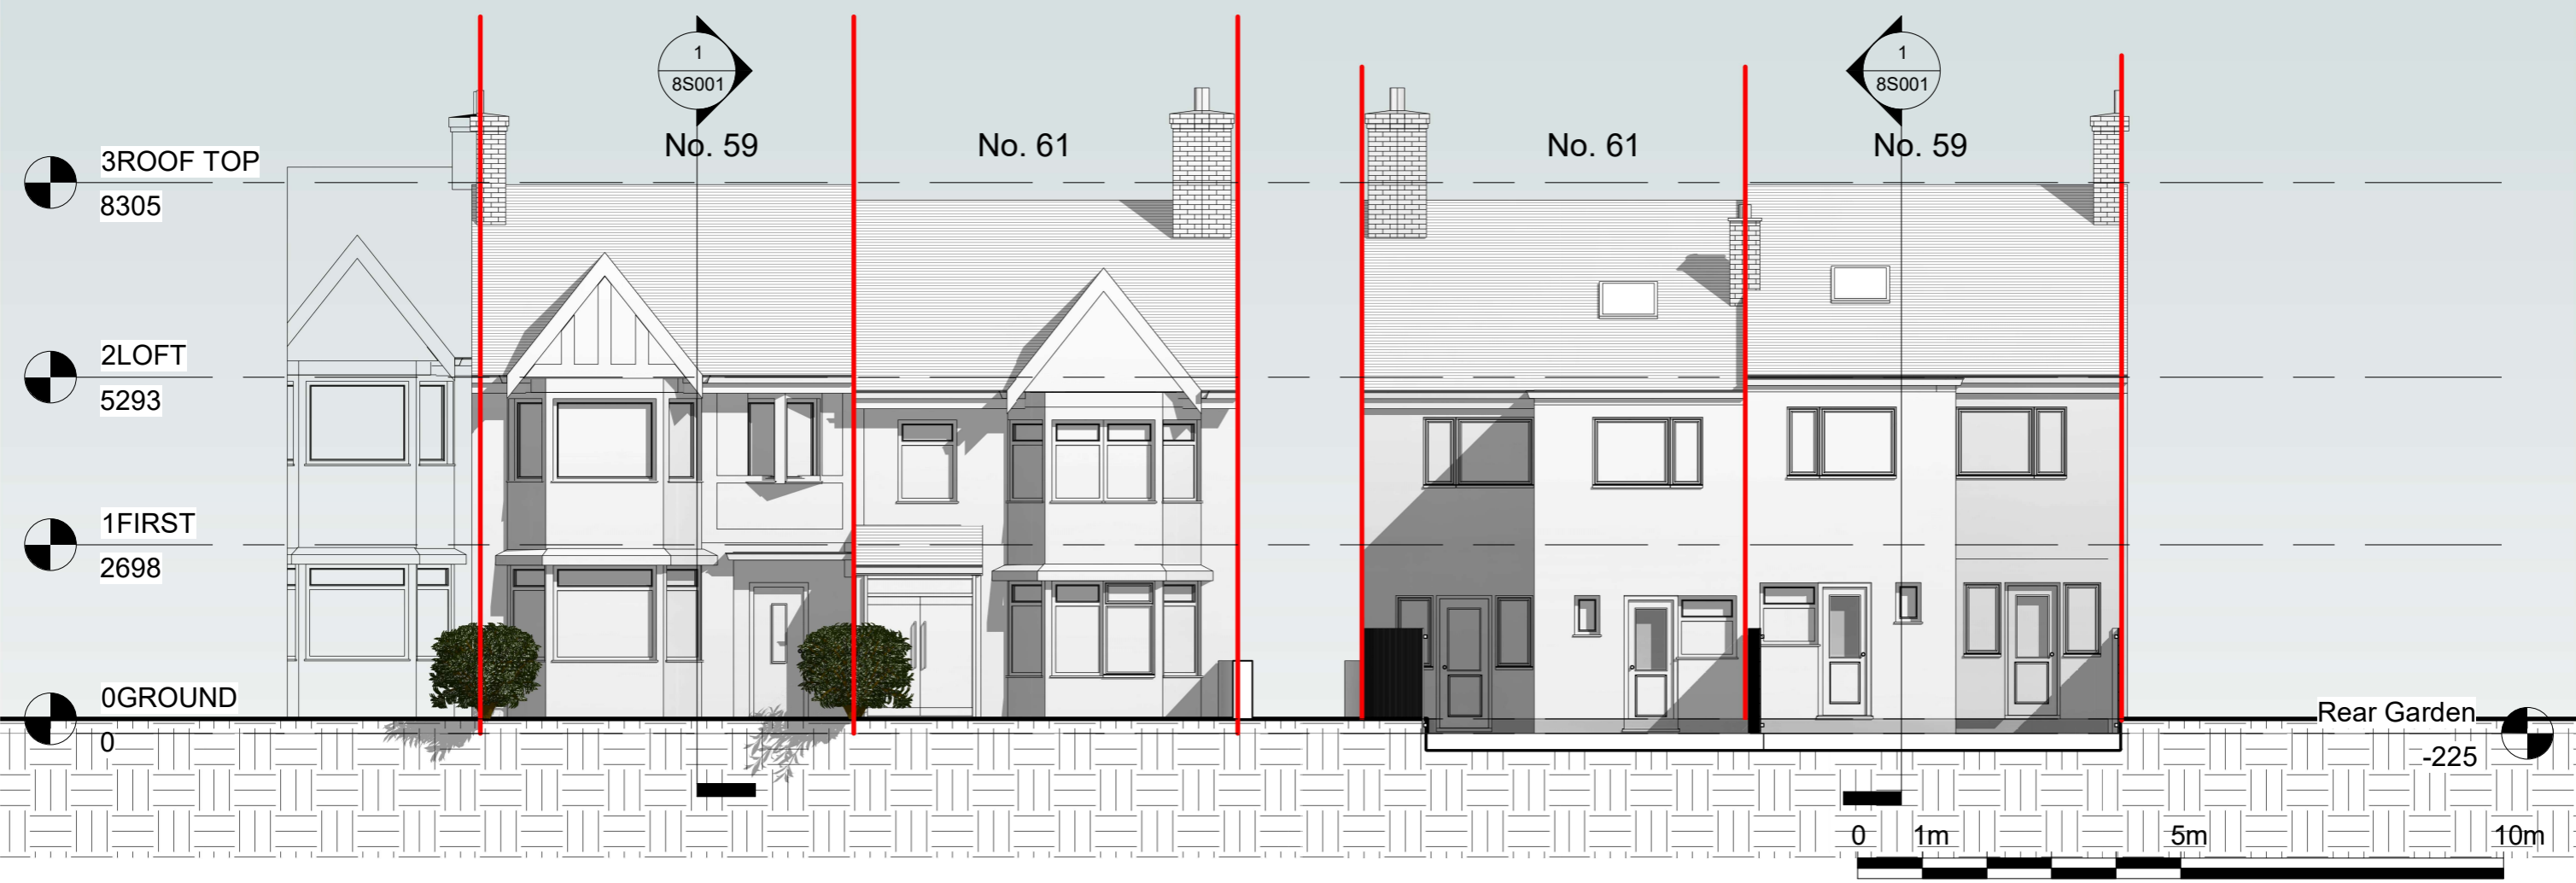 1
8S001
1
8S001
No. 59
No. 61
No. 61
No. 59
3ROOF TOP
8305
2LOFT
5293
1FIRST
2698
0GROUND
0
Rear Garden
-225
0 1m 5m 10m